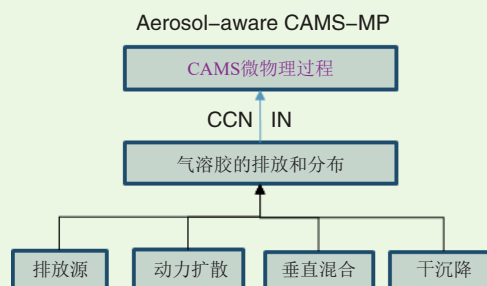 Aerosol-aware CAMS-MP
CAMS微物理过程
CCN IN
气溶胶的排放和分布
排放源 动力扩散 垂直混合 干沉降